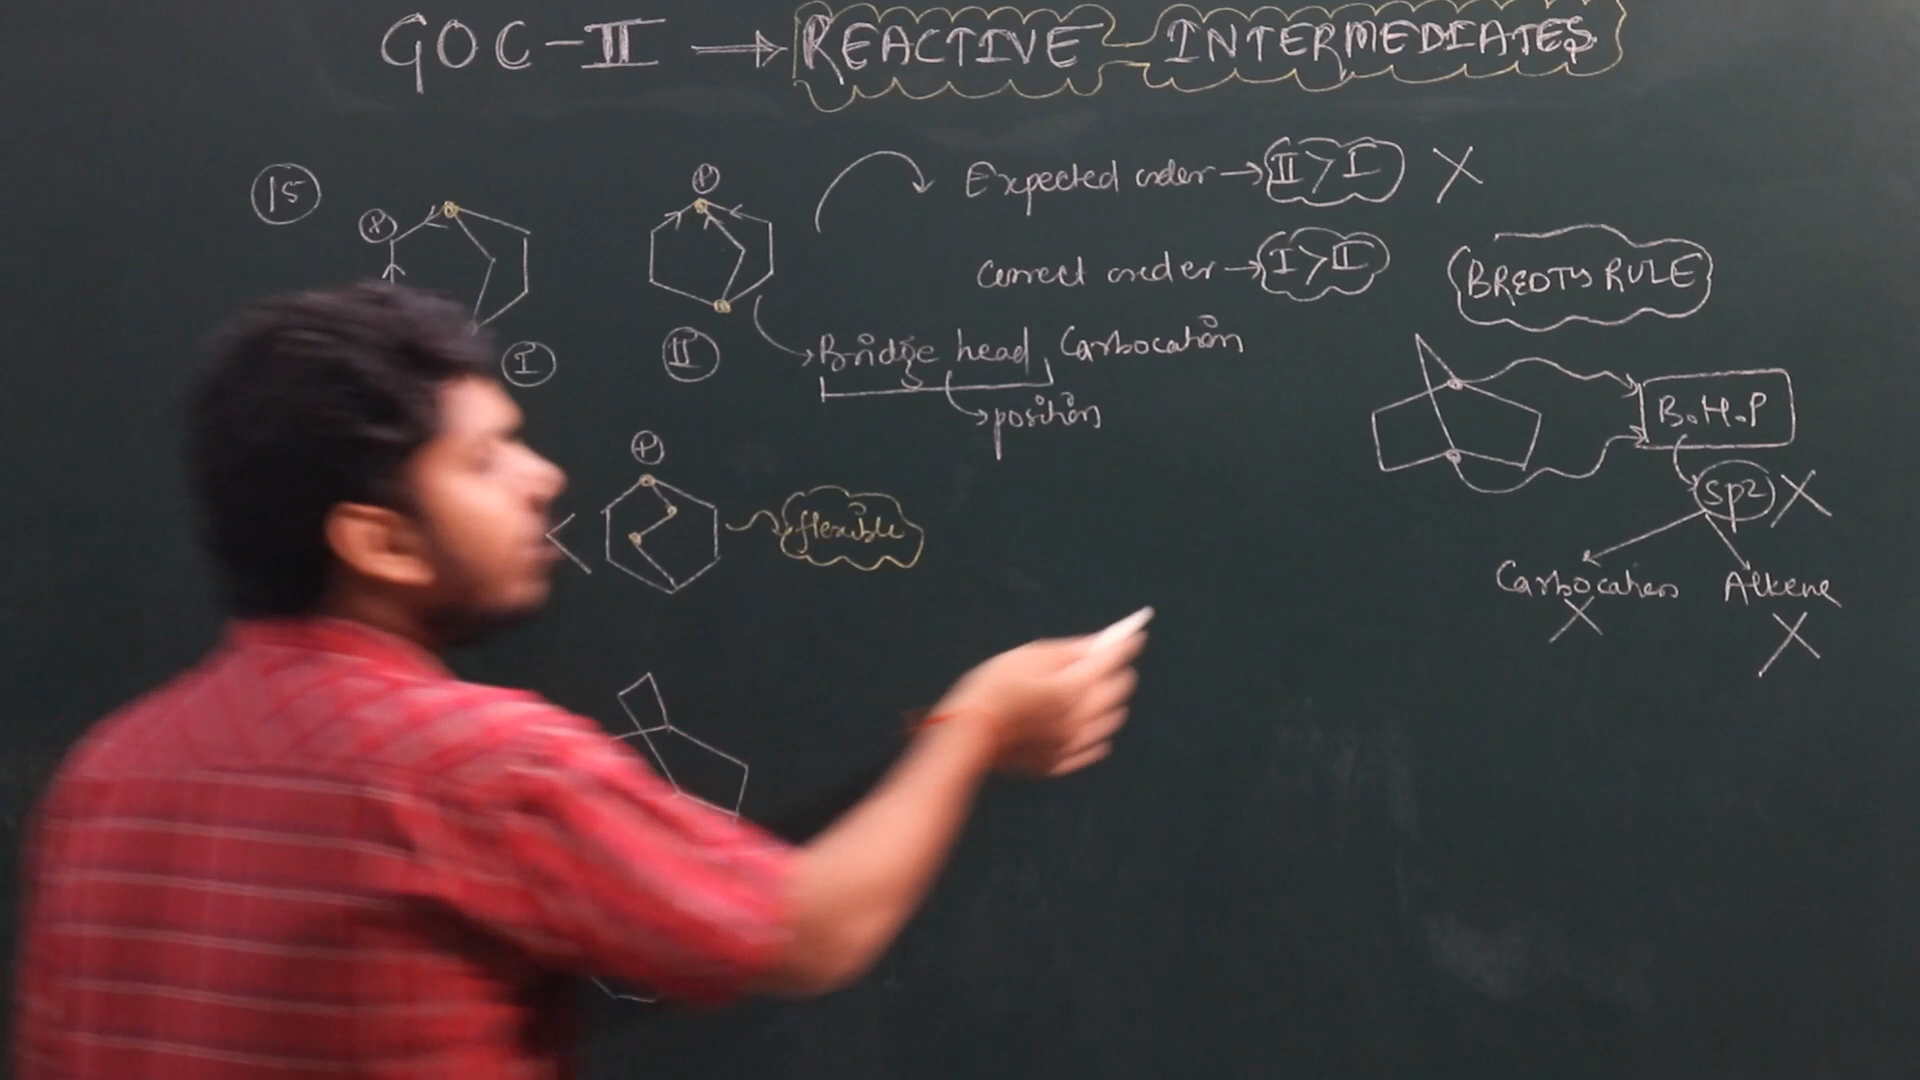 GOC-II → REACTIVE INTERMEDIATES
15
+
+
Expected order → II > I X
Correct order → I > II
BREDTS RULE
I
II
Bridge head Carbocation
→ position
B.H.P
+
flexible
sp2 X
Carbocation Alkene
X X